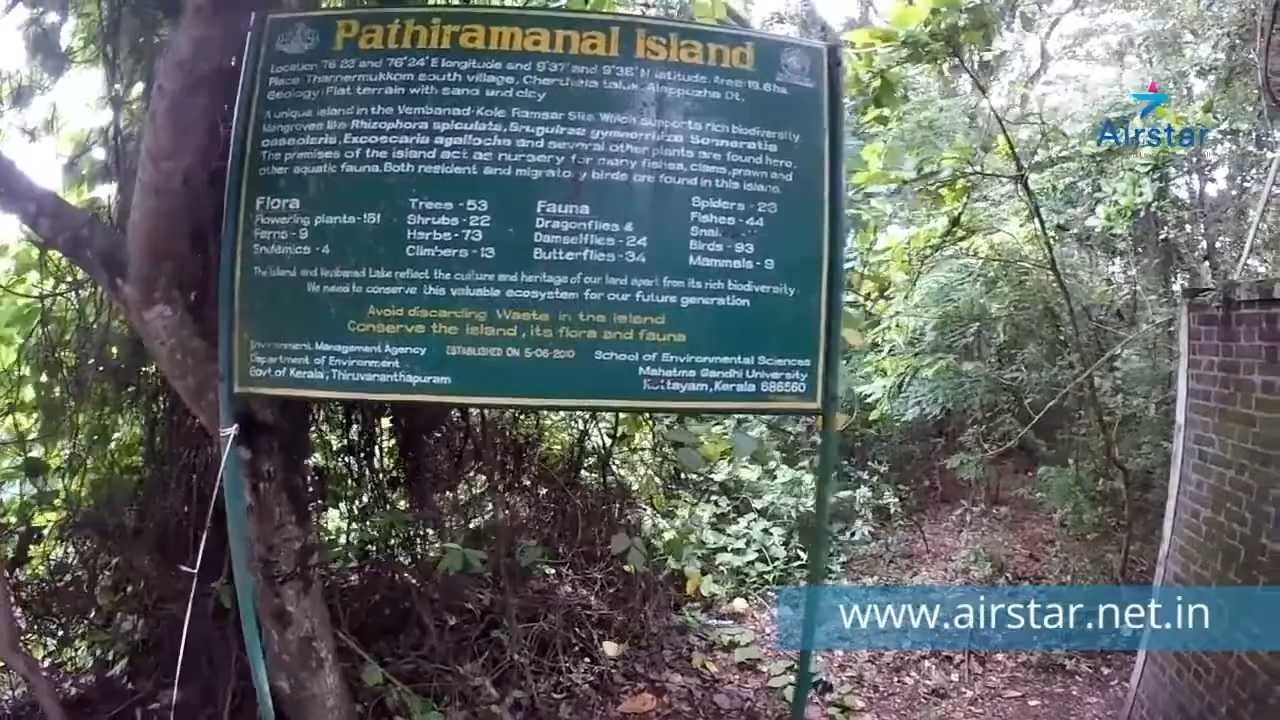 Pathiramanal Island
Location 76 23 and 76°24' E longitude and 9°37' and 9°38' N latitude. Area: 19.6 ha.
Place: Thannermukkom south village, Cherthala taluk, Alappuzha Dt.
Geology: Flat terrain with sand and clay
A unique island in the Vembanad-Kole Ramsar Site. Which supports rich biodiversity.
Mangroves like Rhizophora apiculata, Bruguirae gymnorrhiza Sonneratia
caseolaris, Excoecaria agallocha and several other plants are found here.
The premises of the island act as nursery for many fishes, clams, prawn and
other aquatic fauna. Both resident and migratory birds are found in this island.
Flora
Flowering plants-161
Ferns - 9
Endemics - 4
Trees - 53
Shrubs - 22
Herbs - 73
Climbers - 13
Fauna
Dragonflies &
Damselflies - 24
Butterflies - 34
Spiders - 23
Fishes - 44
Birds - 93
Mammals - 9
The island and Vembanad Lake reflect the culture and heritage of our land apart from its rich biodiversity.
We need to conserve this valuable ecosystem for our future generation
Avoid discarding Waste in the island
Conserve the island, its flora and fauna
Environment Management Agency
Department of Environment
Govt. of Kerala, Thiruvananthapuram
ESTABLISHED ON 5-06-2010
School of Environmental Sciences
Mahatma Gandhi University
Kottayam, Kerala 686560
Airstar
www.airstar.net.in